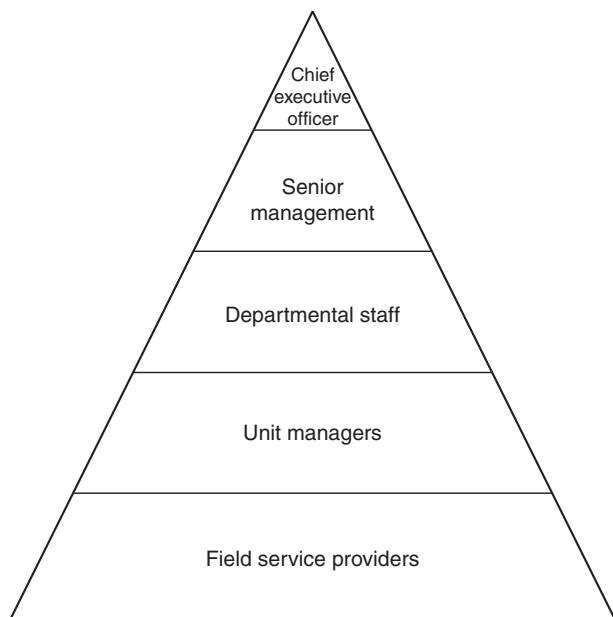 Chief
executive
officer
Senior
management
Departmental staff
Unit managers
Field service providers